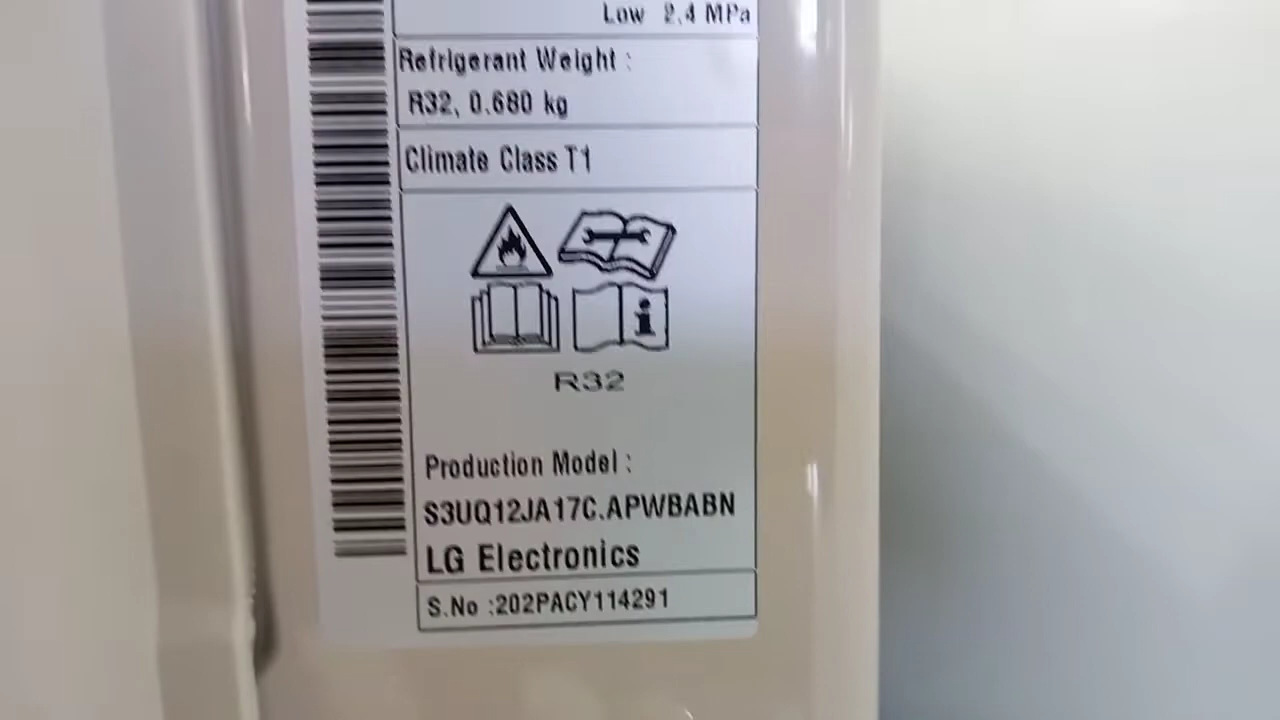 Low 2.4 MPa
Refrigerant Weight :
R32, 0.680 kg
Climate Class T1
R32
Production Model :
S3UQ12JA17C.APWBABN
LG Electronics
S.No :202PACY114291